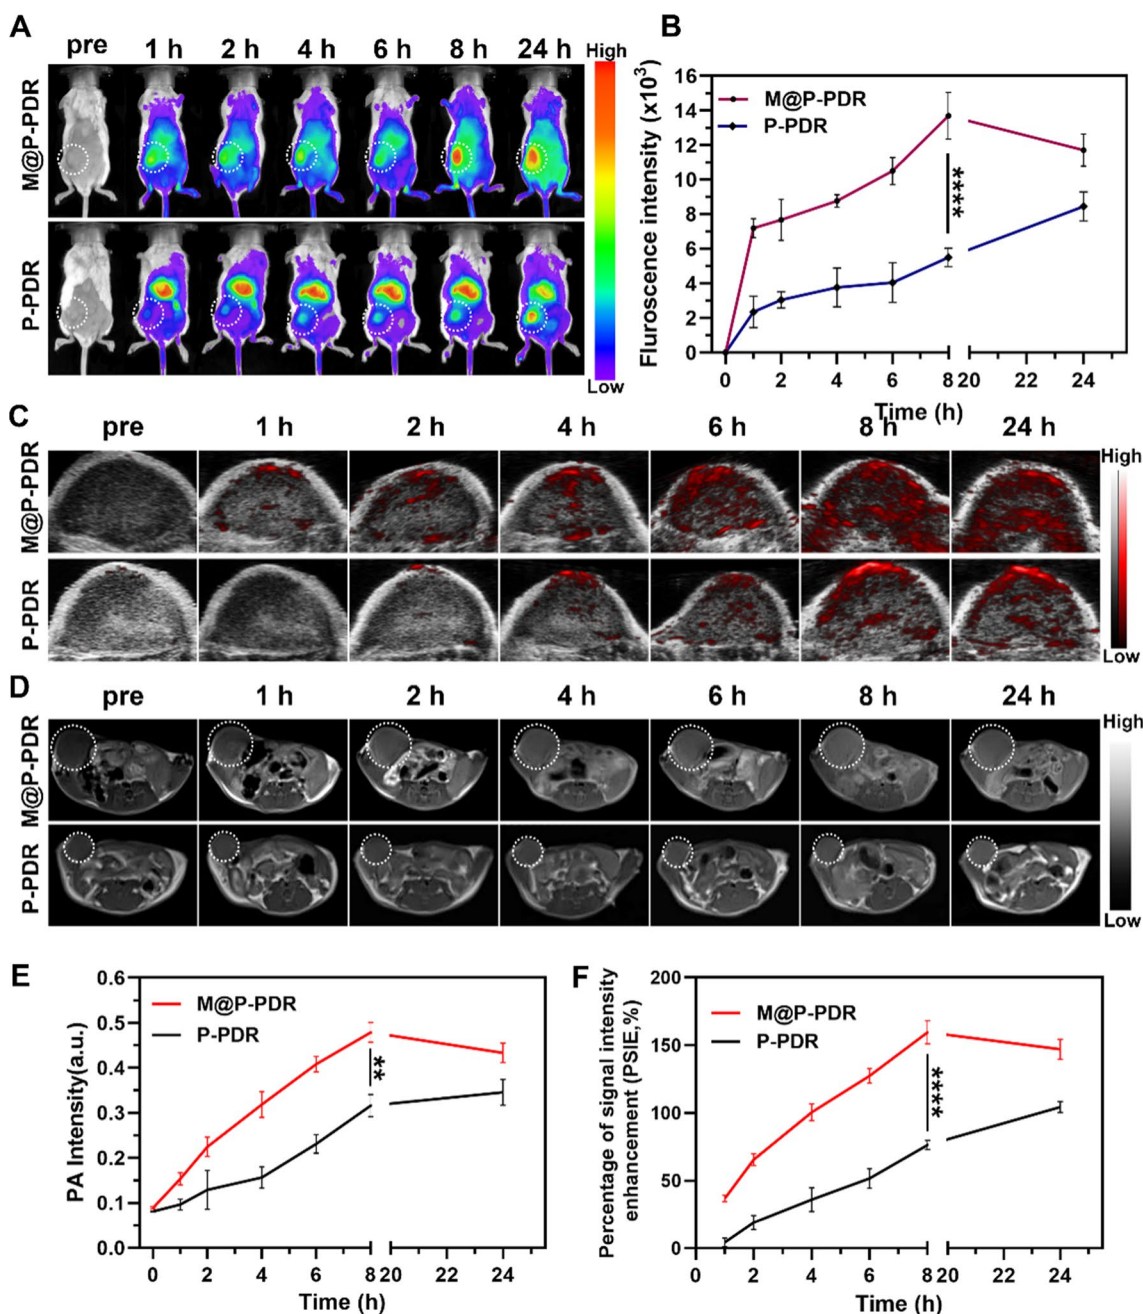 A
pre 1 h 2 h 4 h 6 h 8 h 24 h
High
M@P-PDR
P-PDR
Low
B
Fluroscence intensity (x10³)
16
14
12
10
8
6
4
2
0
M@P-PDR
P-PDR
****
0 2 4 6 8 20 22 24
Time (h)
C
pre 1 h 2 h 4 h 6 h 8 h 24 h
High
M@P-PDR
P-PDR
Low
D
pre 1 h 2 h 4 h 6 h 8 h 24 h
High
M@P-PDR
P-PDR
Low
E
PA Intensity(a.u.)
0.6
0.5
0.4
0.3
0.2
0.1
0.0
M@P-PDR
P-PDR
**
0 2 4 6 8 20 22 24
Time (h)
F
Percentage of signal intensity
enhancement (PSIE,%)
200
150
100
50
0
M@P-PDR
P-PDR
****
0 2 4 6 8 20 22 24
Time (h)